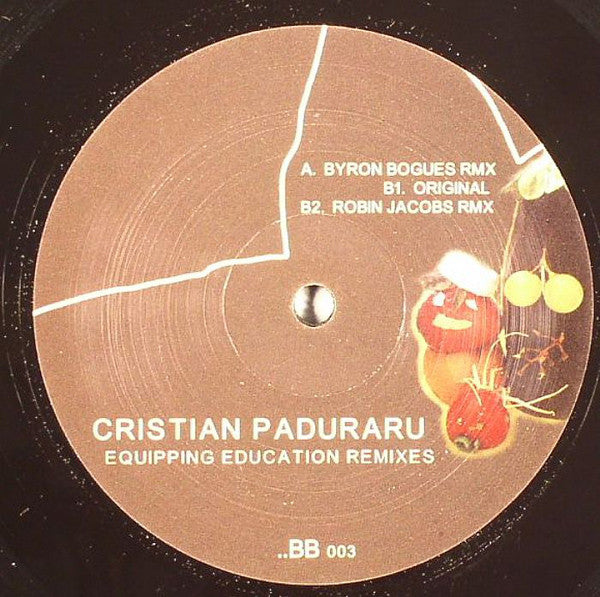 A. BYRON BOGUES RMX
B1. ORIGINAL
B2. ROBIN JACOBS RMX
CRISTIAN PADURARU
EQUIPPING EDUCATION REMIXES
..BB 003